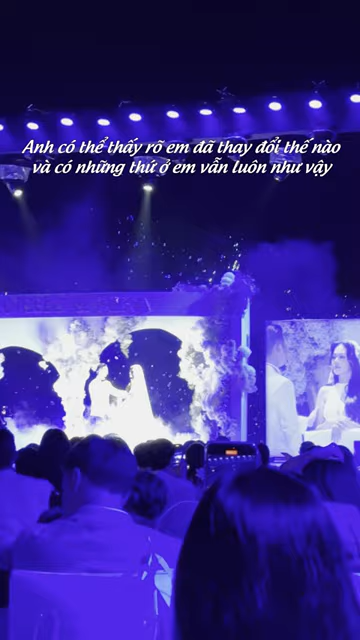 Anh có thể thấy rõ em đã thay đổi thế nào
và có những thứ ở em vẫn luôn như vậy